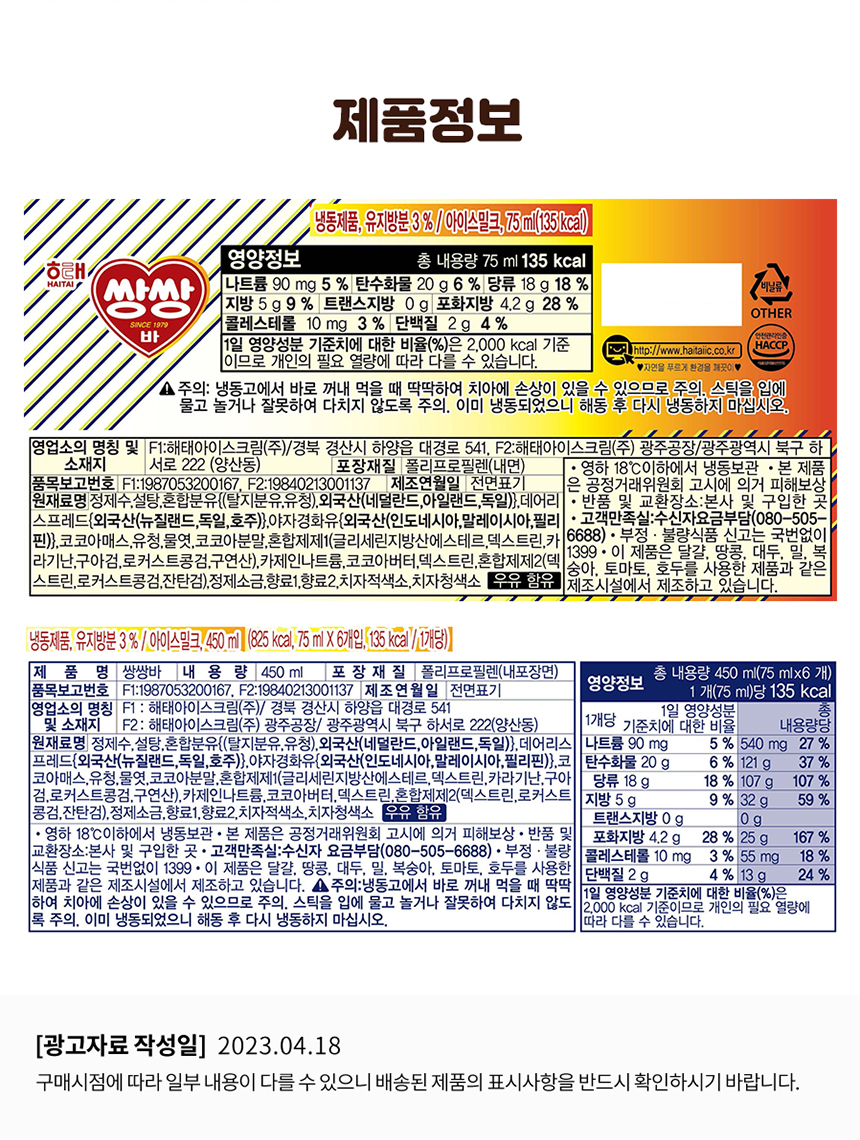 제품정보
냉동제품, 유지방분 3 % / 아이스밀크, 75 ml(135 kcal)
해태
HAITAI
쌍쌍
SINCE 1979
바
영양정보 총 내용량 75 ml 135 kcal
나트륨 90 mg 5 % 탄수화물 20 g 6 % 당류 18 g 18 %
지방 5 g 9 % 트랜스지방 0 g 포화지방 4.2 g 28 %
콜레스테롤 10 mg 3 % 단백질 2 g 4 %
1일 영양성분 기준치에 대한 비율(%)은 2,000 kcal 기준
이므로 개인의 필요 열량에 따라 다를 수 있습니다.
비닐류
OTHER
http://www.haitaiic.co.kr
♥자연을 푸르게 환경을 깨끗이♥
안전관리인증
HACCP
주의: 냉동고에서 바로 꺼내 먹을 때 딱딱하여 치아에 손상이 있을 수 있으므로 주의. 스틱을 입에
물고 놀거나 잘못하여 다치지 않도록 주의. 이미 냉동되었으니 해동 후 다시 냉동하지 마십시오.
영업소의 명칭 및 소재지 F1:해태아이스크림(주)/경북 경산시 하양읍 대경로 541, F2:해태아이스크림(주) 광주공장/광주광역시 북구 하
서로 222 (양산동) 포장재질 폴리프로필렌(내면)
품목보고번호 F1:1987053200167, F2:19840213001137 제조연월일 전면표기
원재료명 정제수,설탕,혼합분유{(탈지분유,유청),외국산(네덜란드,아일랜드,독일)},데어리
스프레드{외국산(뉴질랜드,독일,호주)},야자경화유{외국산(인도네시아,말레이시아,필리
핀)},코코아매스,유청,물엿,코코아분말,혼합제제1(글리세린지방산에스테르,덱스트린,카
라기난,구아검,로커스트콩검,구연산),카제인나트륨,코코아버터,덱스트린,혼합제제2(덱
스트린,로커스트콩검,잔탄검),정제소금,향료1,향료2,치자적색소,치자청색소 우유 함유
• 영하 18℃이하에서 냉동보관 • 본 제품
은 공정거래위원회 고시에 의거 피해보상
• 반품 및 교환장소:본사 및 구입한 곳
• 고객만족실:수신자요금부담(080-505-
6688) • 부정 · 불량식품 신고는 국번없이
1399 • 이 제품은 달걀, 땅콩, 대두, 밀, 복
숭아, 토마토, 호두를 사용한 제품과 같은
제조시설에서 제조하고 있습니다.
냉동제품, 유지방분 3 % / 아이스밀크, 450 ml (825 kcal, 75 ml X 6개입, 135 kcal / 1개당)
제 품 명 쌍쌍바 내 용 량 450 ml 포 장 재 질 폴리프로필렌(내포장면)
품목보고번호 F1:1987053200167, F2:19840213001137 제조연월일 전면표기
영업소의 명칭 F1 : 해태아이스크림(주)/ 경북 경산시 하양읍 대경로 541
및 소재지 F2 : 해태아이스크림(주) 광주공장/ 광주광역시 북구 하서로 222(양산동)
원재료명 정제수,설탕,혼합분유{(탈지분유,유청),외국산(네덜란드,아일랜드,독일)},데어리스
프레드{외국산(뉴질랜드,독일,호주)},야자경화유{외국산(인도네시아,말레이시아,필리핀)},코
코아매스,유청,물엿,코코아분말,혼합제제1(글리세린지방산에스테르,덱스트린,카라기난,구아
검,로커스트콩검,구연산),카제인나트륨,코코아버터,덱스트린,혼합제제2(덱스트린,로커스트
콩검,잔탄검),정제소금,향료1,향료2,치자적색소,치자청색소 우유 함유
• 영하 18℃이하에서 냉동보관 • 본 제품은 공정거래위원회 고시에 의거 피해보상 • 반품 및
교환장소:본사 및 구입한 곳 • 고객만족실:수신자 요금부담(080-505-6688) • 부정 · 불량
식품 신고는 국번없이 1399 • 이 제품은 달걀, 땅콩, 대두, 밀, 복숭아, 토마토, 호두를 사용한
제품과 같은 제조시설에서 제조하고 있습니다. 주의:냉동고에서 바로 꺼내 먹을 때 딱딱
하여 치아에 손상이 있을 수 있으므로 주의. 스틱을 입에 물고 놀거나 잘못하여 다치지 않도
록 주의. 이미 냉동되었으니 해동 후 다시 냉동하지 마십시오.
영양정보 총 내용량 450 ml(75 mlx6 개)
1 개(75 ml)당 135 kcal
1개당 1일 영양성분 기준치에 대한 비율 총 내용량당
나트륨 90 mg 5 % 540 mg 27 %
탄수화물 20 g 6 % 121 g 37 %
당류 18 g 18 % 107 g 107 %
지방 5 g 9 % 32 g 59 %
트랜스지방 0 g 0 g
포화지방 4.2 g 28 % 25 g 167 %
콜레스테롤 10 mg 3 % 55 mg 18 %
단백질 2 g 4 % 13 g 24 %
1일 영양성분 기준치에 대한 비율(%)은
2,000 kcal 기준이므로 개인의 필요 열량에
따라 다를 수 있습니다.
[광고자료 작성일] 2023.04.18
구매시점에 따라 일부 내용이 다를 수 있으니 배송된 제품의 표시사항을 반드시 확인하시기 바랍니다.